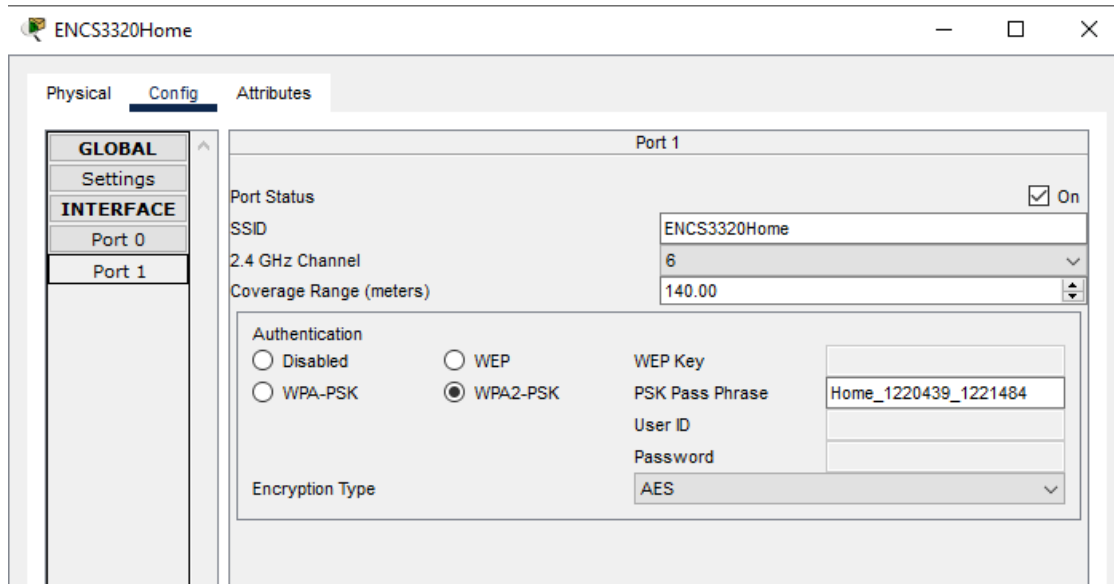 ENCS3320Home
Physical Config Attributes
GLOBAL
Settings
INTERFACE
Port 0
Port 1
Port 1
Port Status On
SSID ENCS3320Home
2.4 GHz Channel 6
Coverage Range (meters) 140.00
Authentication
Disabled WEP WEP Key
WPA-PSK WPA2-PSK PSK Pass Phrase Home_1220439_1221484
User ID
Password
Encryption Type AES